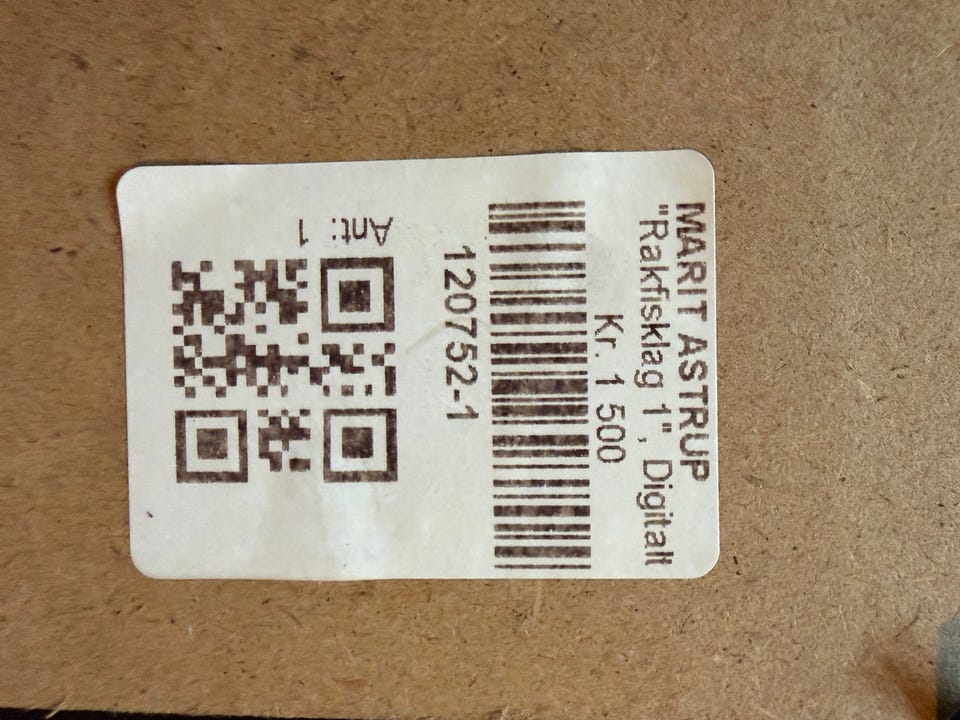 MARIT ASTRUP
"Rakfisklag 1", Digitalt
Kr. 1 500
120752-1
Ant: 1